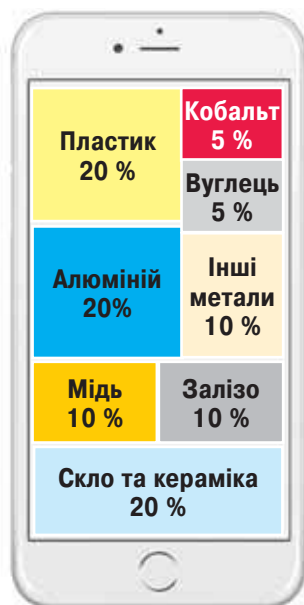 Пластик
20 %
Кобальт
5 %
Вуглець
5 %
Алюміній
20%
Інші
метали
10 %
Мідь
10 %
Залізо
10 %
Скло та кераміка
20 %